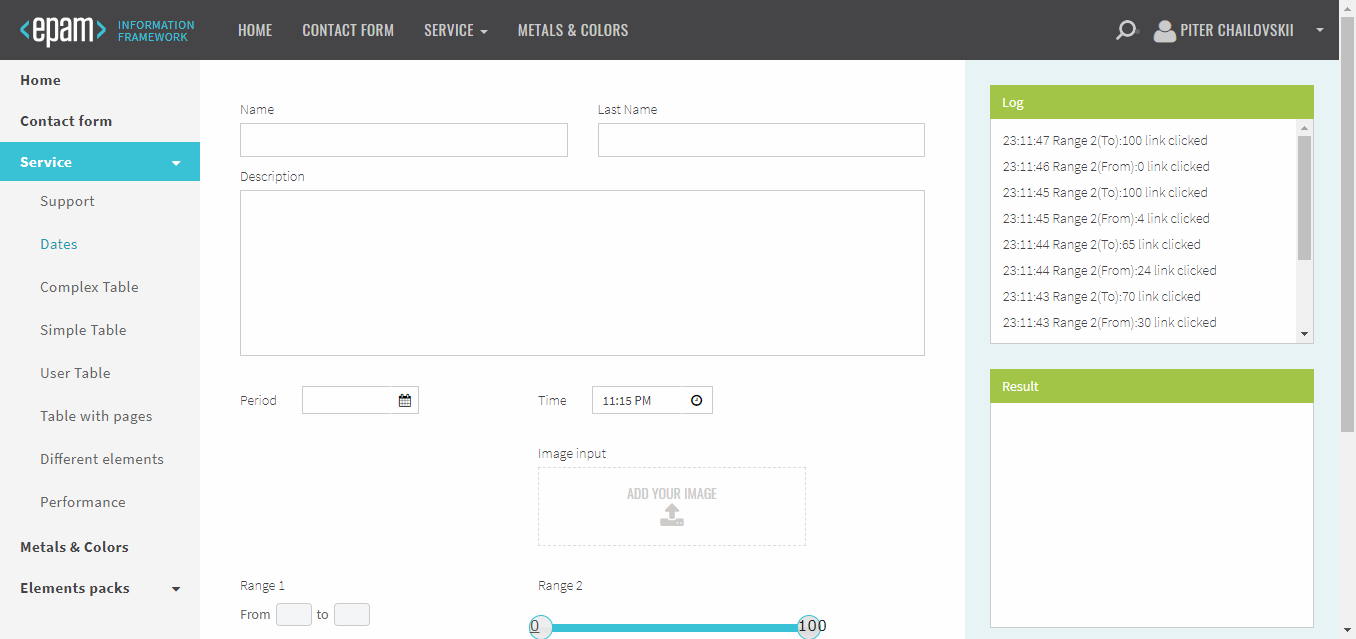 <epam> INFORMATION FRAMEWORK
HOME CONTACT FORM SERVICE METALS & COLORS PITER CHAILOVSKII
Home
Contact form
Service
Support
Dates
Complex Table
Simple Table
User Table
Table with pages
Different elements
Performance
Metals & Colors
Elements packs
Name
Last Name
Description
Period
Time 11:15 PM
Image input
ADD YOUR IMAGE
Range 1
From to
Range 2
0 100
Log
23:11:47 Range 2(To):100 link clicked
23:11:46 Range 2(From):0 link clicked
23:11:45 Range 2(To):100 link clicked
23:11:45 Range 2(From):4 link clicked
23:11:44 Range 2(To):65 link clicked
23:11:44 Range 2(From):24 link clicked
23:11:43 Range 2(To):70 link clicked
23:11:43 Range 2(From):30 link clicked
Result